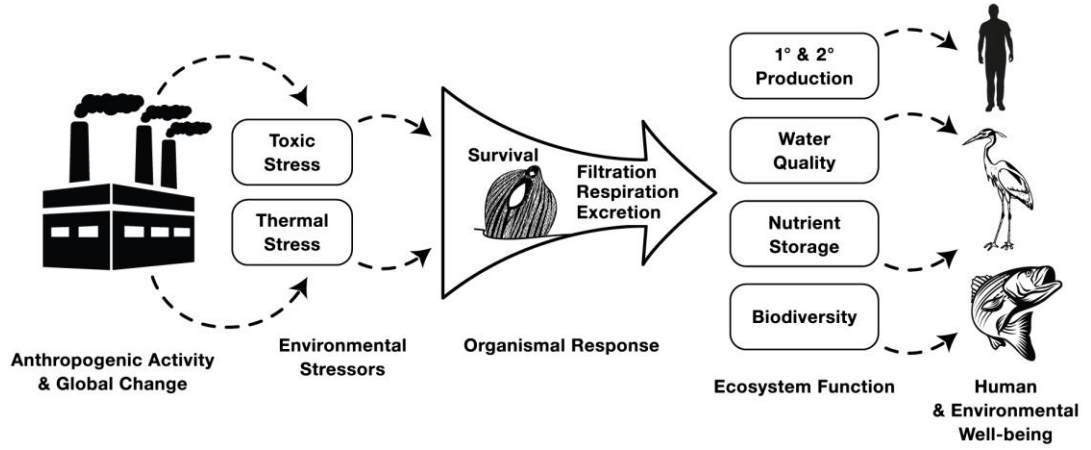 Toxic
Stress
Thermal
Stress
Survival
Filtration
Respiration
Excretion
1° & 2°
Production
Water
Quality
Nutrient
Storage
Biodiversity
Anthropogenic Activity
& Global Change
Environmental
Stressors
Organismal Response
Ecosystem Function
Human
& Environmental
Well-being